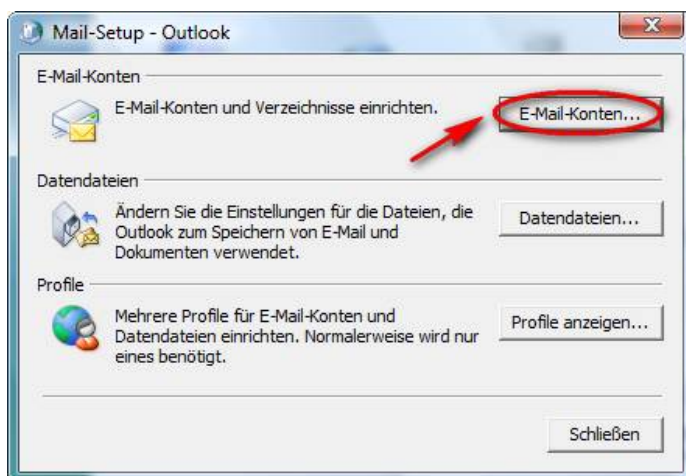 Mail-Setup - Outlook
E-Mail-Konten
E-Mail-Konten und Verzeichnisse einrichten.
E-Mail-Konten...
Datendateien
Ändern Sie die Einstellungen für die Dateien, die
Outlook zum Speichern von E-Mail und
Dokumenten verwendet.
Datendateien...
Profile
Mehrere Profile für E-Mail-Konten und
Datendateien einrichten. Normalerweise wird nur
eines benötigt.
Profile anzeigen...
Schließen